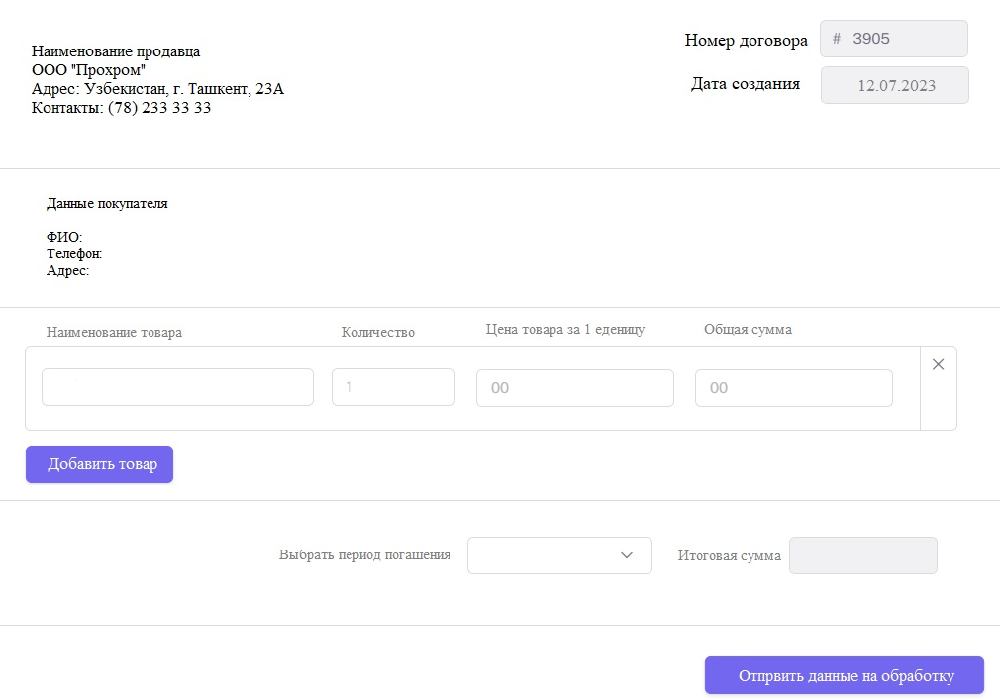 Наименование продавца
ООО "Прохром"
Адрес: Узбекистан, г. Ташкент, 23А
Контакты: (78) 233 33 33
Номер договора # 3905
Дата создания 12.07.2023
Данные покупателя
ФИО:
Телефон:
Адрес:
Наименование товара Количество Цена товара за 1 еденицу Общая сумма
1 00 00
Добавить товар
Выбрать период погашения Итоговая сумма
Отпрвить данные на обработку